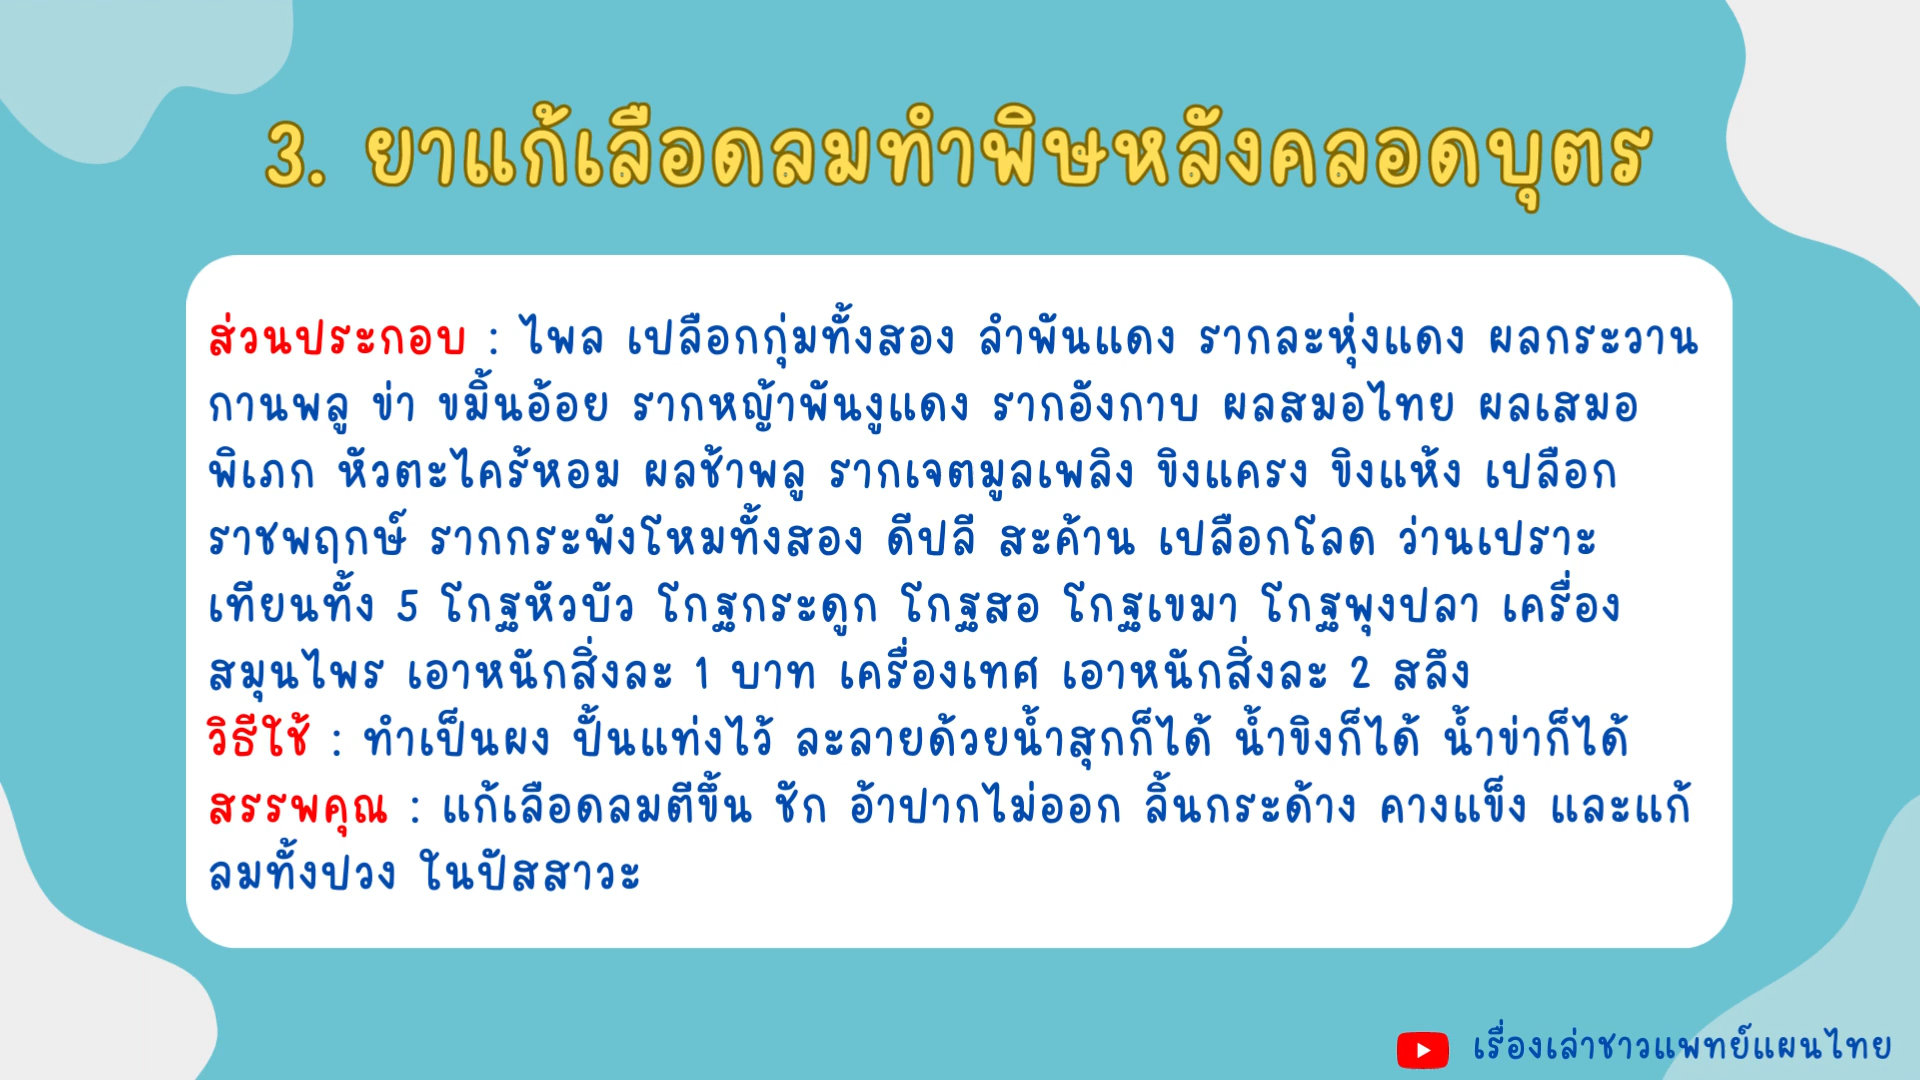 3. ยาแก้เลือดลมทำพิษหลังคลอดบุตร
ส่วนประกอบ : ไพล เปลือกกุ่มทั้งสอง ลำพันแดง รากละหุ่งแดง ผลกระวาน
กานพลู ข่า ขมิ้นอ้อย รากหญ้าพันงูแดง รากอังกาบ ผลสมอไทย ผลเสมอ
พิเภก หัวตะไคร้หอม ผลช้าพลู รากเจตมูลเพลิง ขิงแครง ขิงแห้ง เปลือก
ราชพฤกษ์ รากกระพังโหมทั้งสอง ดีปลี สะค้าน เปลือกโลด ว่านเปราะ
เทียนทั้ง 5 โกฐหัวบัว โกฐกระดูก โกฐสอ โกฐเขมา โกฐพุงปลา เครื่อง
สมุนไพร เอาหนักสิ่งละ 1 บาท เครื่องเทศ เอาหนักสิ่งละ 2 สลึง
วิธีใช้ : ทำเป็นผง ปั้นแท่งไว้ ละลายด้วยน้ำสุกก็ได้ น้ำขิงก็ได้ น้ำข่าก็ได้
สรรพคุณ : แก้เลือดลมตีขึ้น ชัก อ้าปากไม่ออก ลิ้นกระด้าง คางแข็ง และแก้
ลมทั้งปวง ในปัสสาวะ
เรื่องเล่าชาวแพทย์แผนไทย